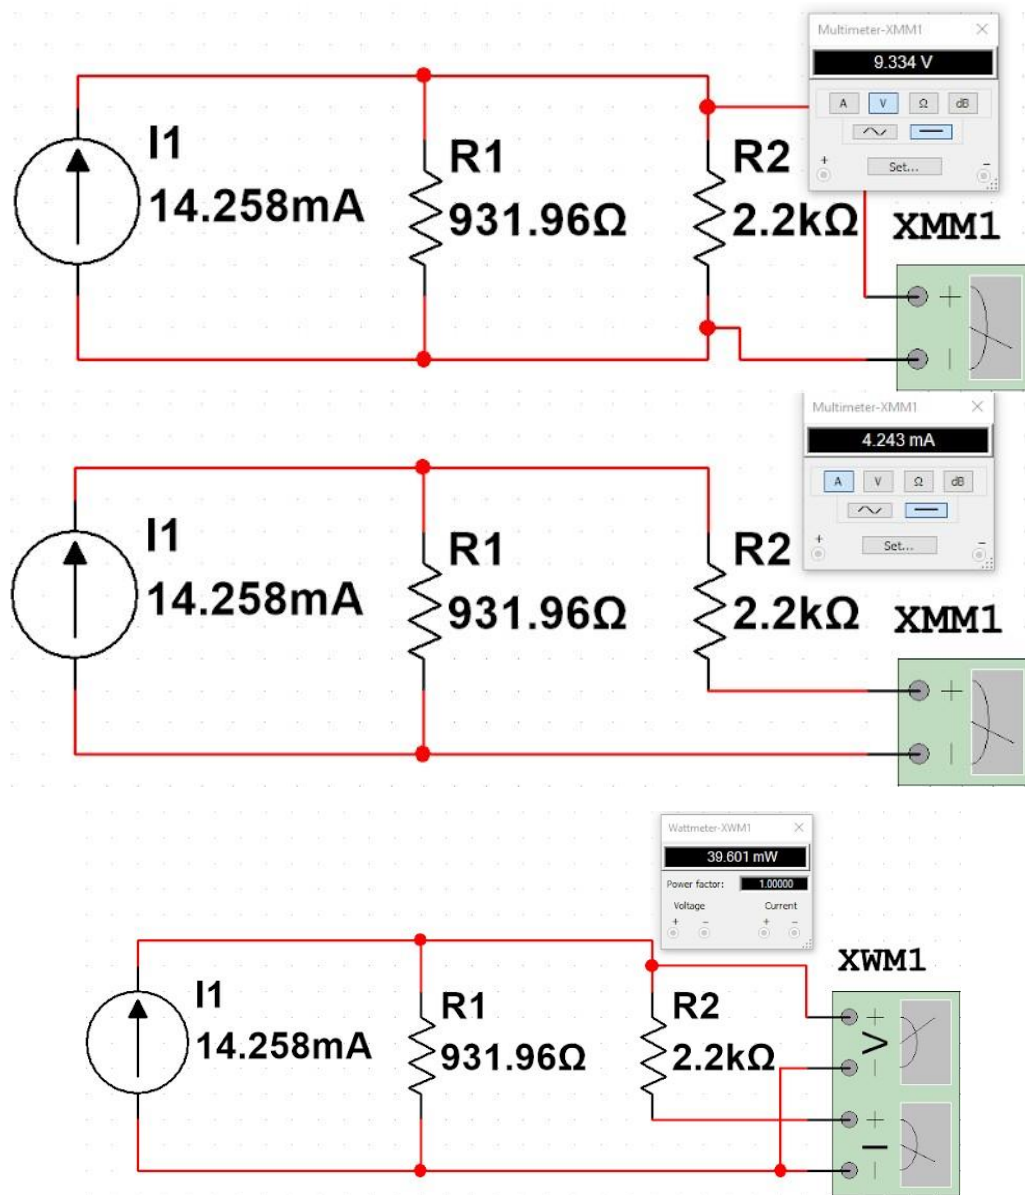 Multimeter-XMM1
9.334 V
A V Ω dB
+ Set... −
I1
14.258mA
R1
931.96Ω
R2
2.2kΩ
XMM1
+
−
Multimeter-XMM1
4.243 mA
A V Ω dB
+ Set... −
I1
14.258mA
R1
931.96Ω
R2
2.2kΩ
XMM1
+
−
Wattmeter-XWM1
39.601 mW
Power factor: 1.00000
Voltage Current
+ − + −
XWM1
I1
14.258mA
R1
931.96Ω
R2
2.2kΩ
+
V
−
+
I
−